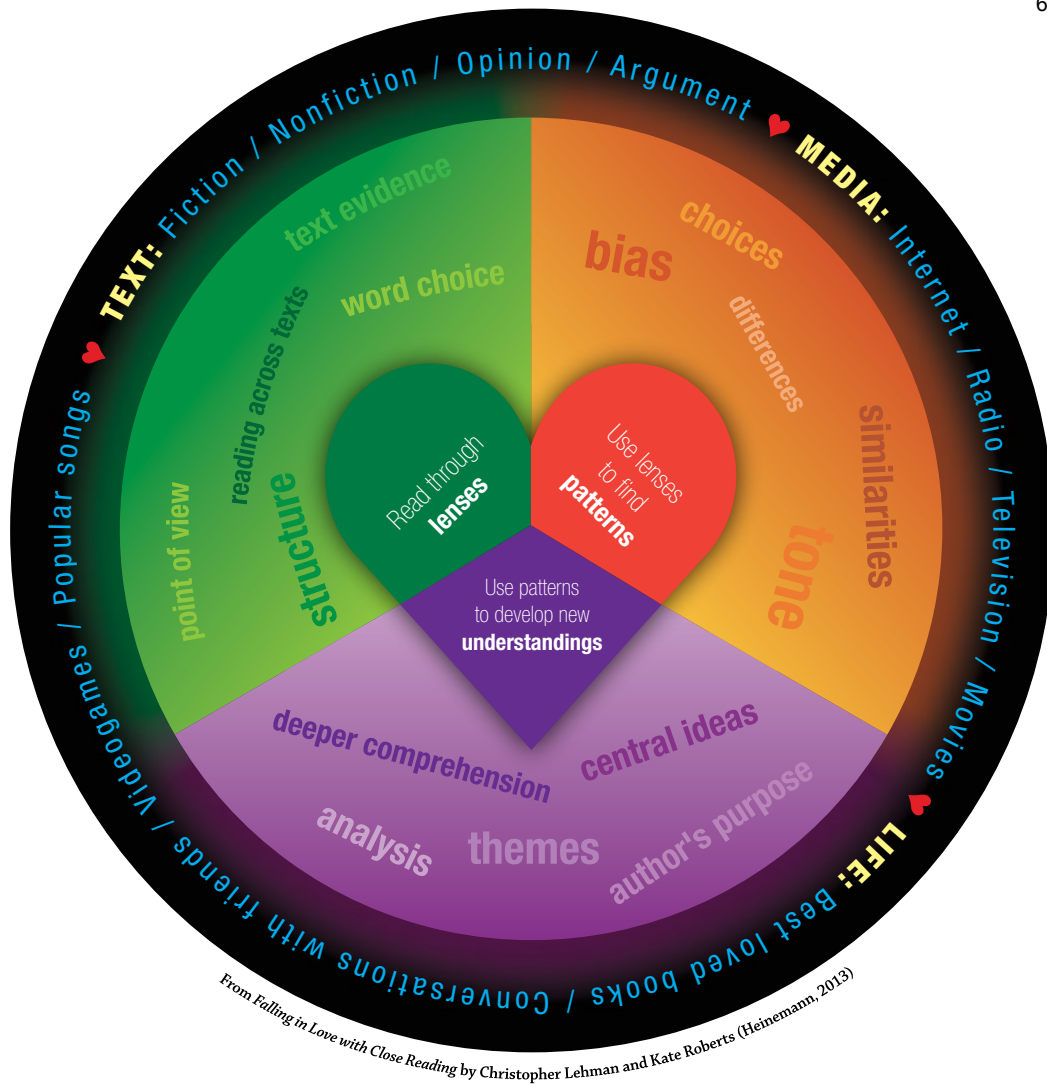 6
TEXT: Fiction / Nonfiction / Opinion / Argument
MEDIA: Internet / Radio / Television / Movies
LIFE: Best loved books / Conversations with friends / Videogames / Popular songs
text evidence
word choice
reading across texts
structure
point of view
bias
choices
differences
similarities
tone
Read through
lenses
Use lenses
to find
patterns
Use patterns
to develop new
understandings
deeper comprehension
central ideas
analysis
themes
author's purpose
From Falling in Love with Close Reading by Christopher Lehman and Kate Roberts (Heinemann, 2013)